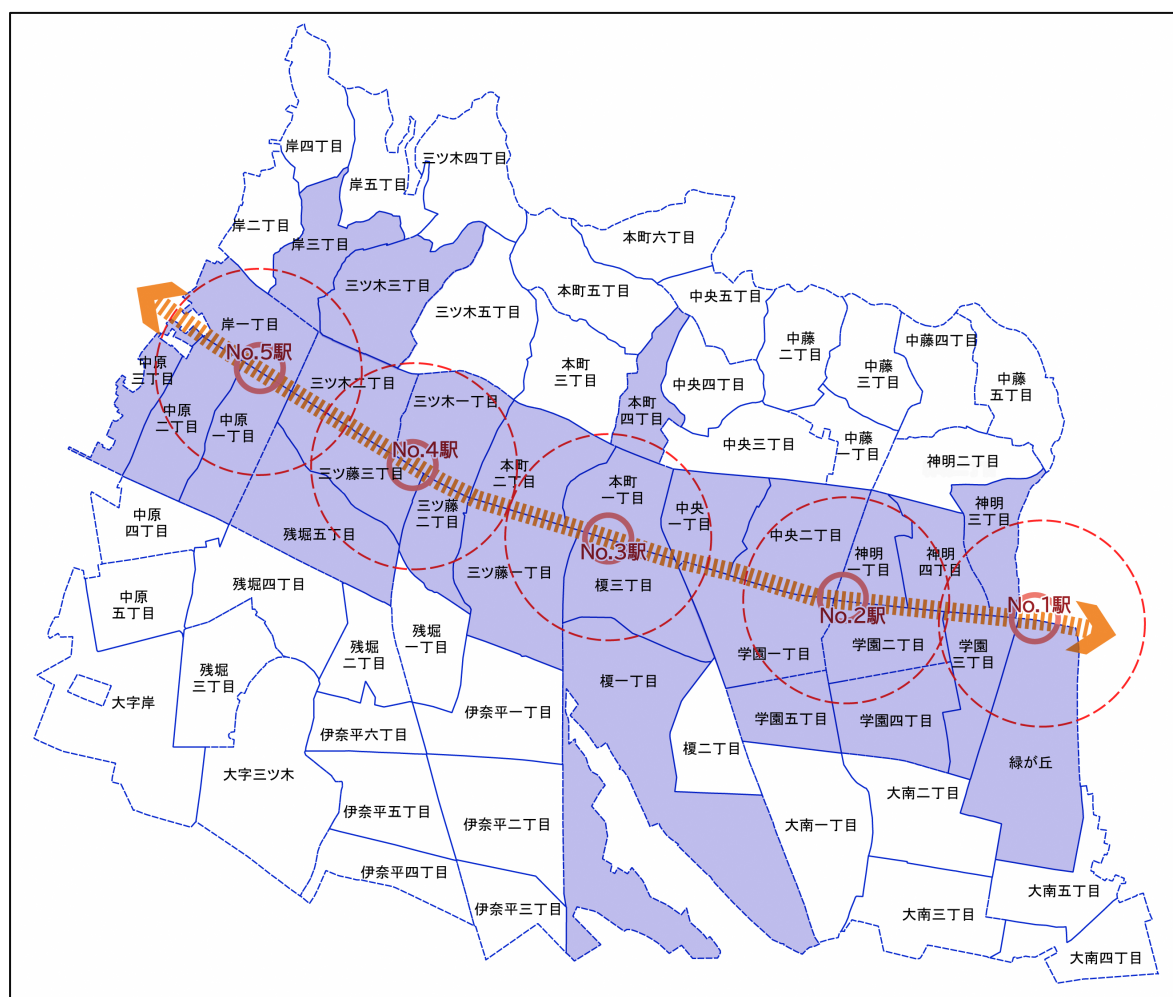 岸四丁目
三ツ木四丁目
岸五丁目
岸二丁目
岸三丁目
本町六丁目
三ツ木三丁目
本町五丁目
中央五丁目
三ツ木五丁目
岸一丁目
中藤
二丁目
中藤四丁目
中藤
三丁目
中藤
五丁目
No.5駅
中原
三丁目
三ツ木二丁目
本町
三丁目
中央四丁目
三ツ木一丁目
本町
四丁目
中原
二丁目
中原
一丁目
中央三丁目
中藤
一丁目
No.4駅
神明二丁目
三ツ藤三丁目
本町
二丁目
本町
一丁目
三ツ藤
二丁目
中央
一丁目
神明
三丁目
中原
四丁目
残堀五丁目
中央二丁目
No.3駅
神明
一丁目
神明
四丁目
三ツ藤一丁目
榎三丁目
残堀四丁目
中原
五丁目
No.1駅
No.2駅
残堀
一丁目
残堀
二丁目
学園一丁目
学園二丁目
学園
三丁目
残堀
三丁目
榎一丁目
大字岸
伊奈平一丁目
学園五丁目
学園四丁目
伊奈平六丁目
榎二丁目
緑が丘
大字三ツ木
大南二丁目
伊奈平五丁目
伊奈平二丁目
大南一丁目
伊奈平四丁目
大南五丁目
伊奈平三丁目
大南三丁目
大南四丁目